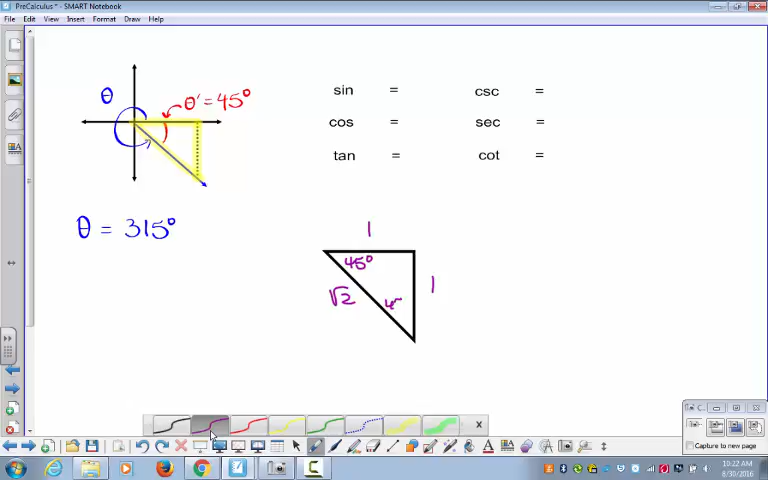 PreCalculus * - SMART Notebook
File Edit View Insert Format Draw Help
θ
θ' = 45°
θ = 315°
sin = csc =
cos = sec =
tan = cot =
1
45°
1
√2
C..
Capture to new page
10:22 AM
8/30/2016